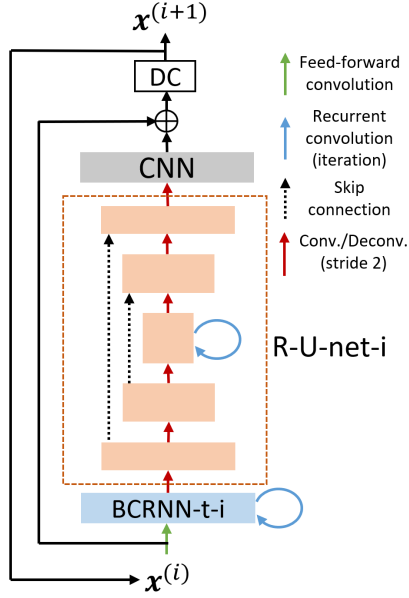 x^(i+1)
DC
CNN
R-U-net-i
BCRNN-t-i
x^(i)
Feed-forward
convolution
Recurrent
convolution
(iteration)
Skip
connection
Conv./Deconv.
(stride 2)